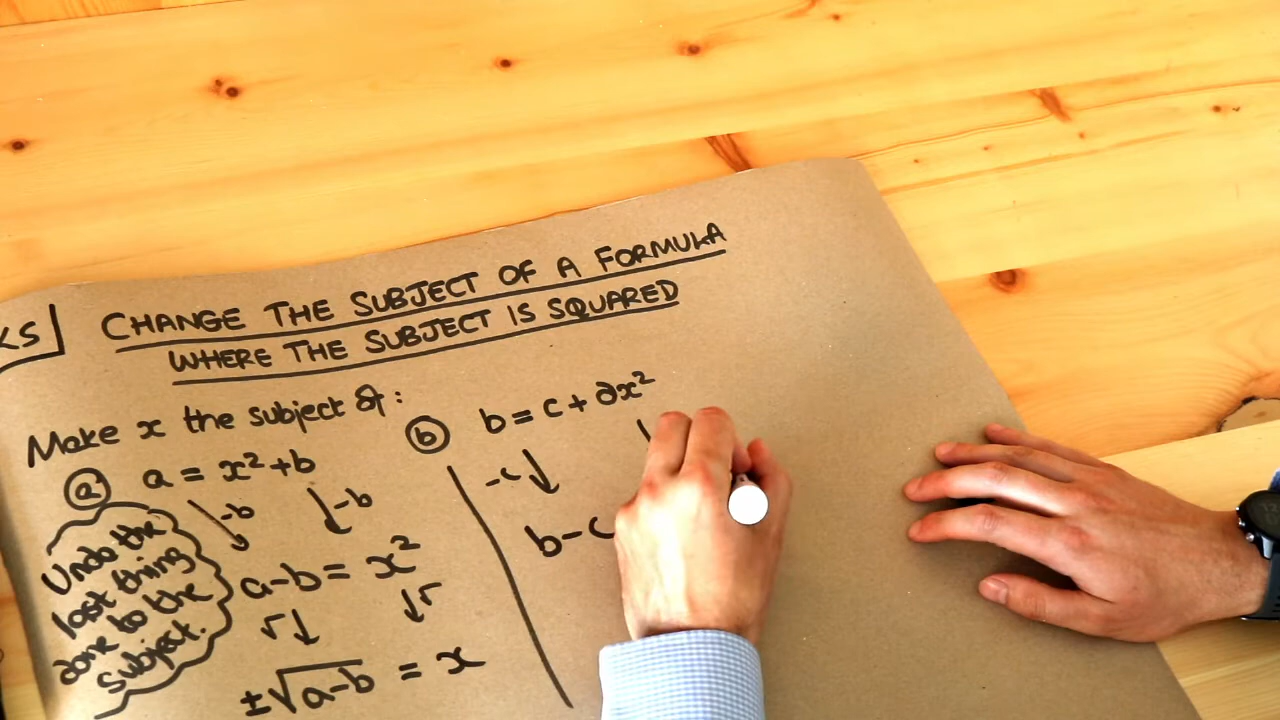 KS
CHANGE THE SUBJECT OF A FORMULA
WHERE THE SUBJECT IS SQUARED
Make x the subject of:
(a) a = x²+b
-b -b
a-b = x²
√ √
±√(a-b) = x
Undo the
last thing
done to the
subject.
(b) b = c + ax²
-c
b-c